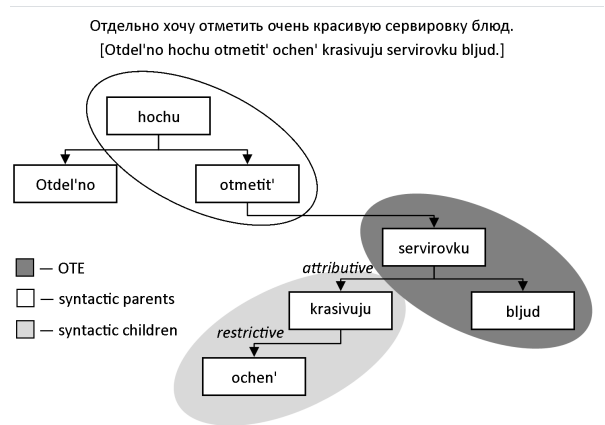 Отдельно хочу отметить очень красивую сервировку блюд.
[Otdel'no hochu otmetit' ochen' krasivuju servirovku bljud.]
hochu
Otdel'no
otmetit'
servirovku
attributive
krasivuju
bljud
restrictive
ochen'
— OTE
— syntactic parents
— syntactic children